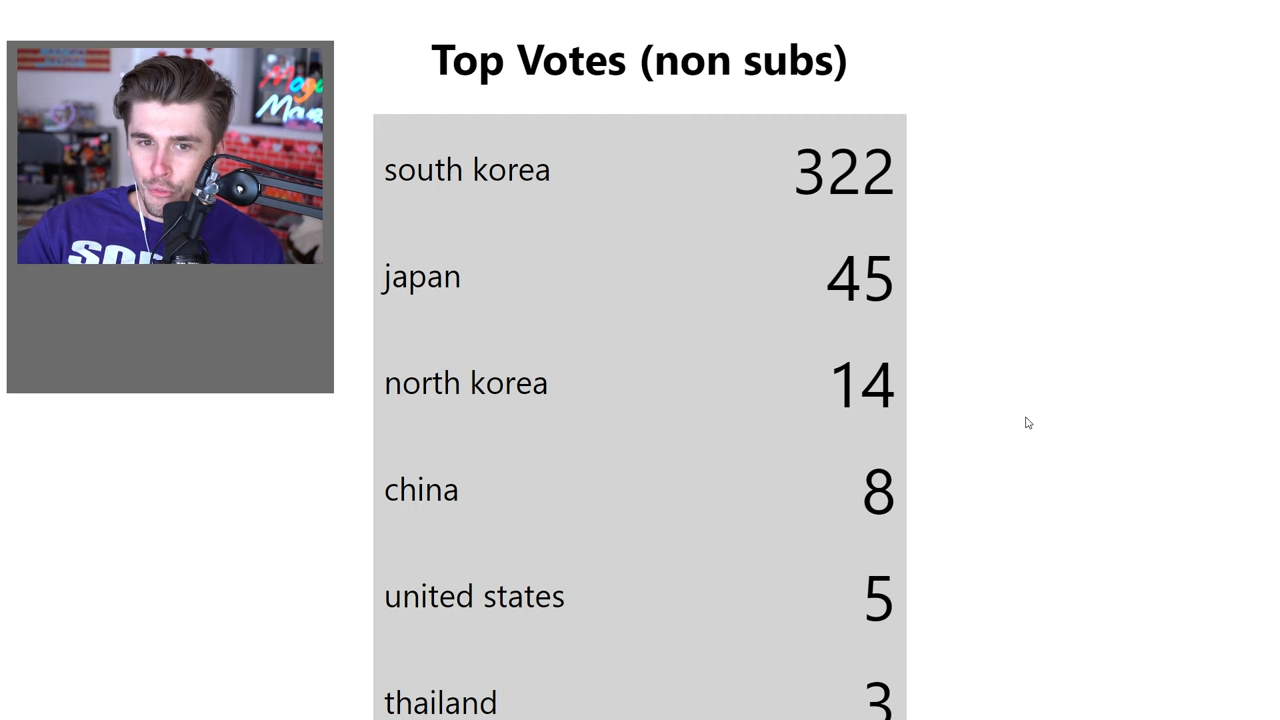 Top Votes (non subs)
south korea 322
japan 45
north korea 14
china 8
united states 5
thailand 3